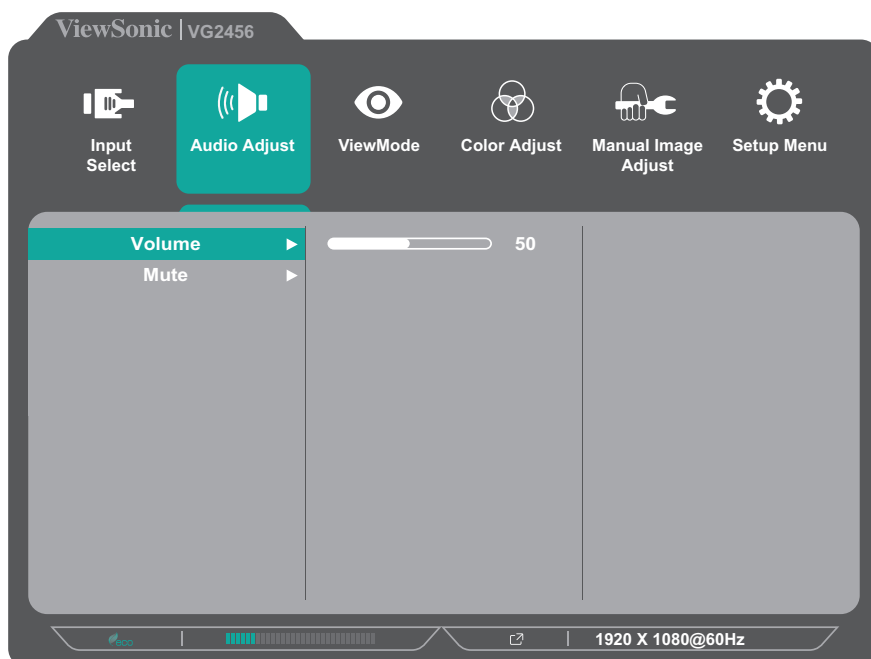 ViewSonic | VG2456
Input
Select
Audio Adjust
ViewMode
Color Adjust
Manual Image
Adjust
Setup Menu
Volume
50
Mute
eco
1920 X 1080@60Hz